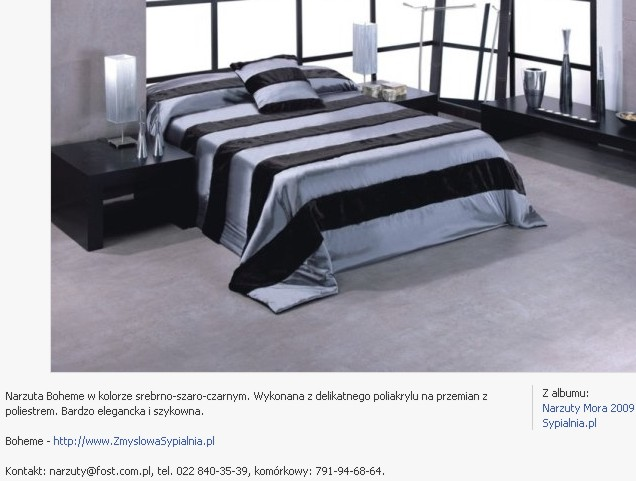 Narzuta Boheme w kolorze srebrno-szaro-czarnym. Wykonana z delikatnego poliakrylu na przemian z
poliestrem. Bardzo elegancka i szykowna.
Boheme - http://www.ZmyslowaSypialnia.pl
Kontakt: narzuty@fost.com.pl, tel. 022 840-35-39, komórkowy: 791-94-68-64.
Z albumu:
Narzuty Mora 2009
Sypialnia.pl